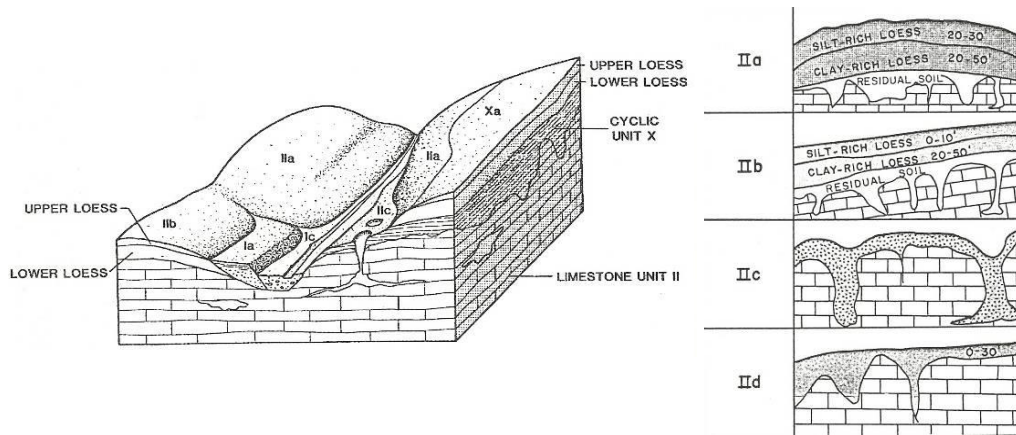 UPPER LOESS
LOWER LOESS
CYCLIC
UNIT X
Xa
IIa
IIa
IIc
IIb
Ia
Ic
UPPER LOESS
LOWER LOESS
LIMESTONE UNIT II
IIa
SILT-RICH LOESS 20-30'
CLAY-RICH LOESS 20-50'
RESIDUAL SOIL
IIb
SILT-RICH LOESS 0-10'
CLAY-RICH LOESS 20-50'
RESIDUAL SOIL
IIc
IId
0-30'